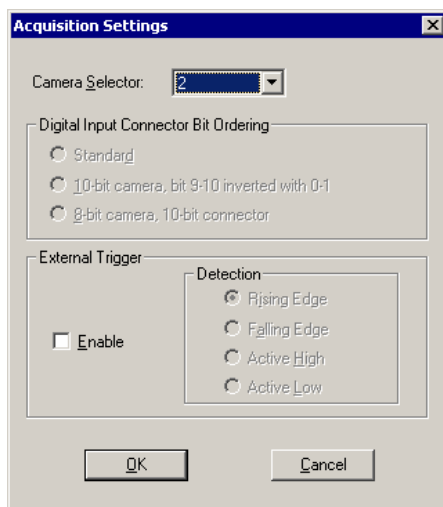 Acquisition Settings
Camera Selector: 2
Digital Input Connector Bit Ordering
Standard
10-bit camera, bit 9-10 inverted with 0-1
8-bit camera, 10-bit connector
External Trigger
Detection
Rising Edge
Falling Edge
Enable
Active High
Active Low
OK Cancel